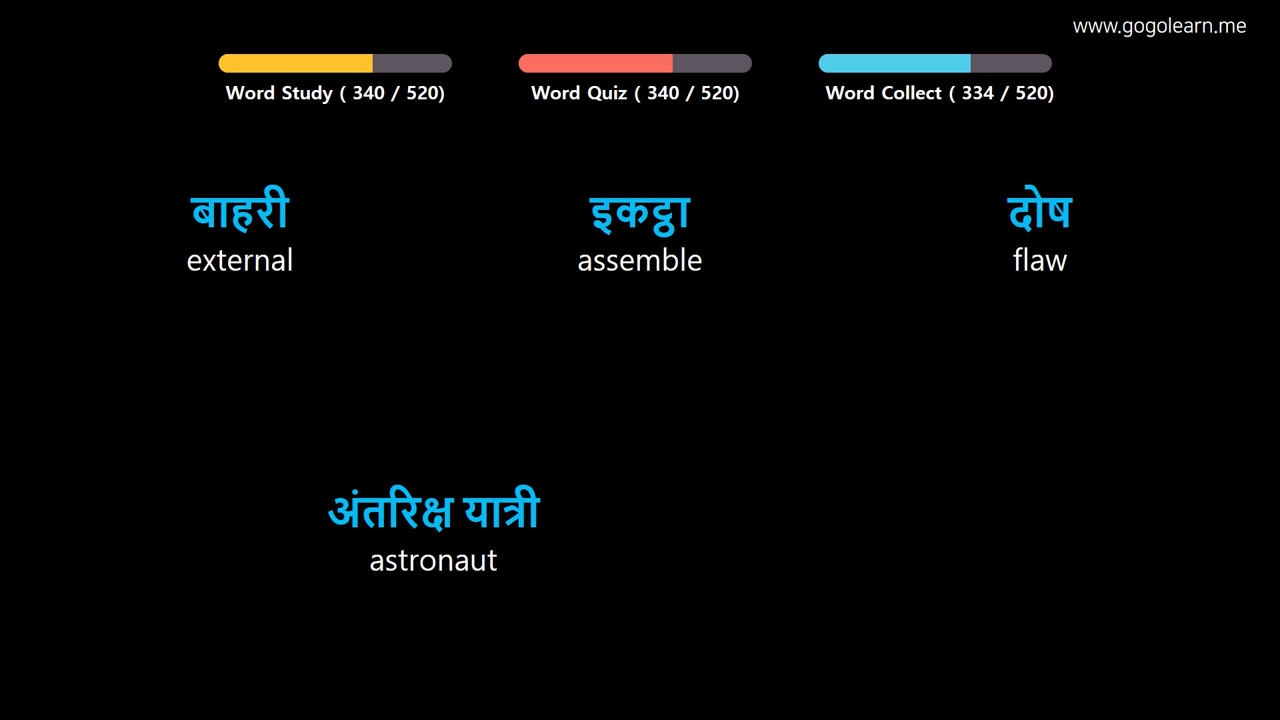 www.gogolearn.me
Word Study ( 340 / 520)
Word Quiz ( 340 / 520)
Word Collect ( 334 / 520)
बाहरी
external
इकट्ठा
assemble
दोष
flaw
अंतरिक्ष यात्री
astronaut